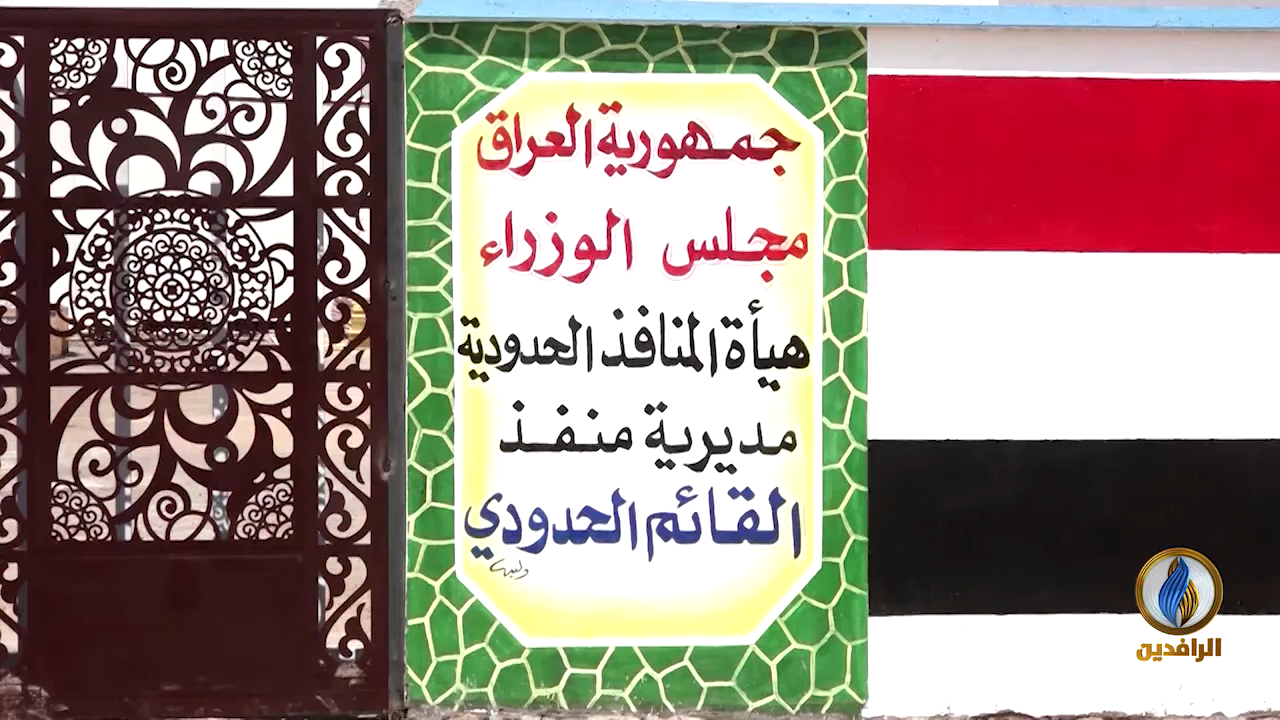 جمهورية العراق
مجلس الوزراء
هيأة المنافذ الحدودية
مديرية منفذ
القائم الحدودي
الرافدين